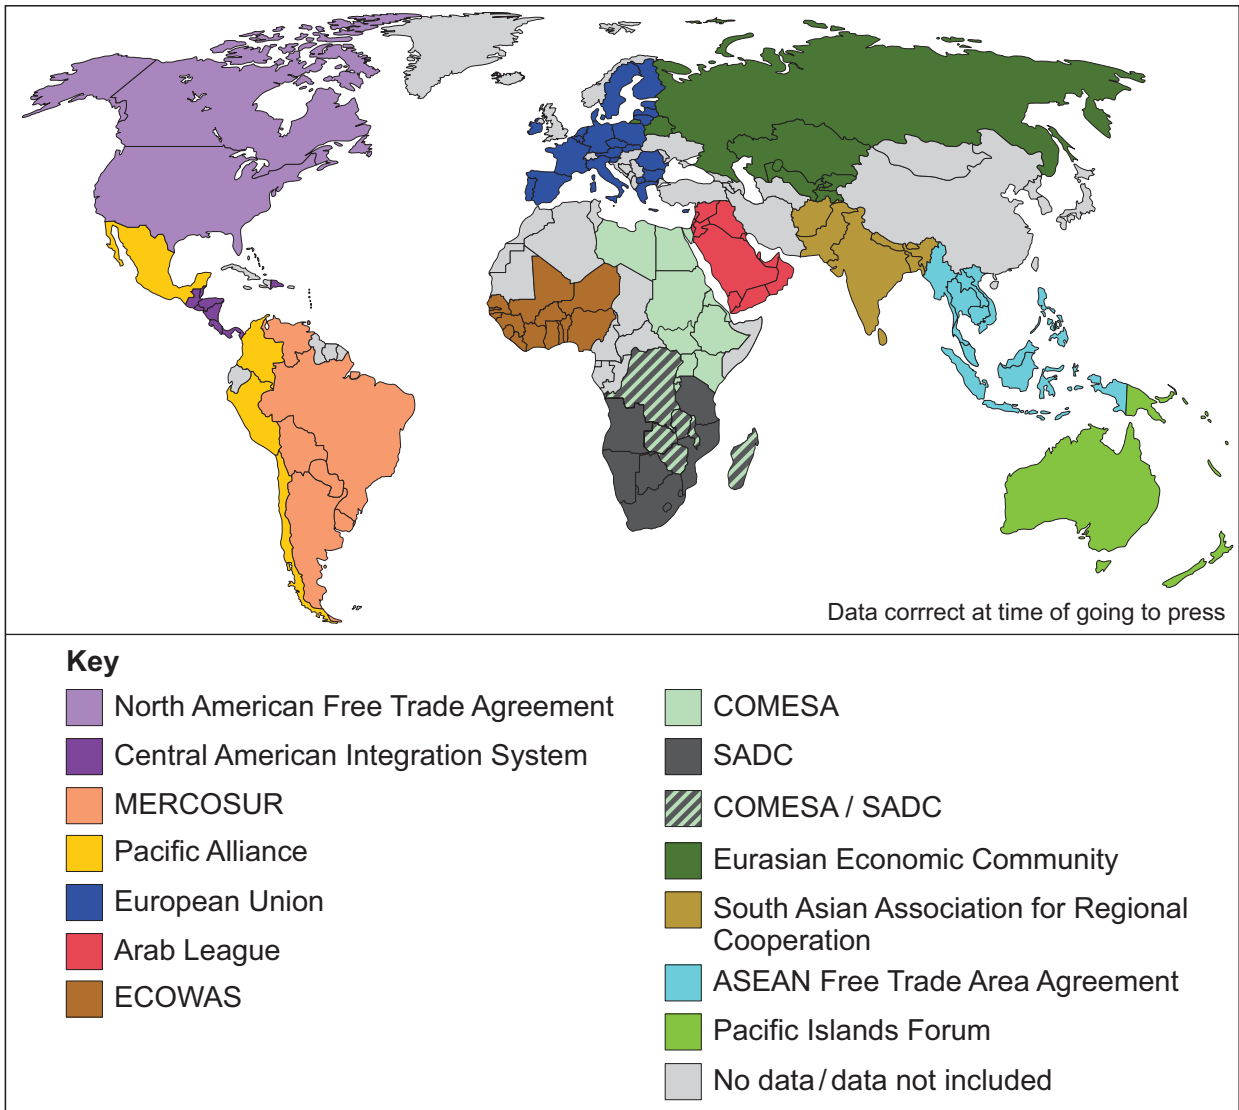 Data corrrect at time of going to press
Key
North American Free Trade Agreement
Central American Integration System
MERCOSUR
Pacific Alliance
European Union
Arab League
ECOWAS
COMESA
SADC
COMESA / SADC
Eurasian Economic Community
South Asian Association for Regional
Cooperation
ASEAN Free Trade Area Agreement
Pacific Islands Forum
No data / data not included